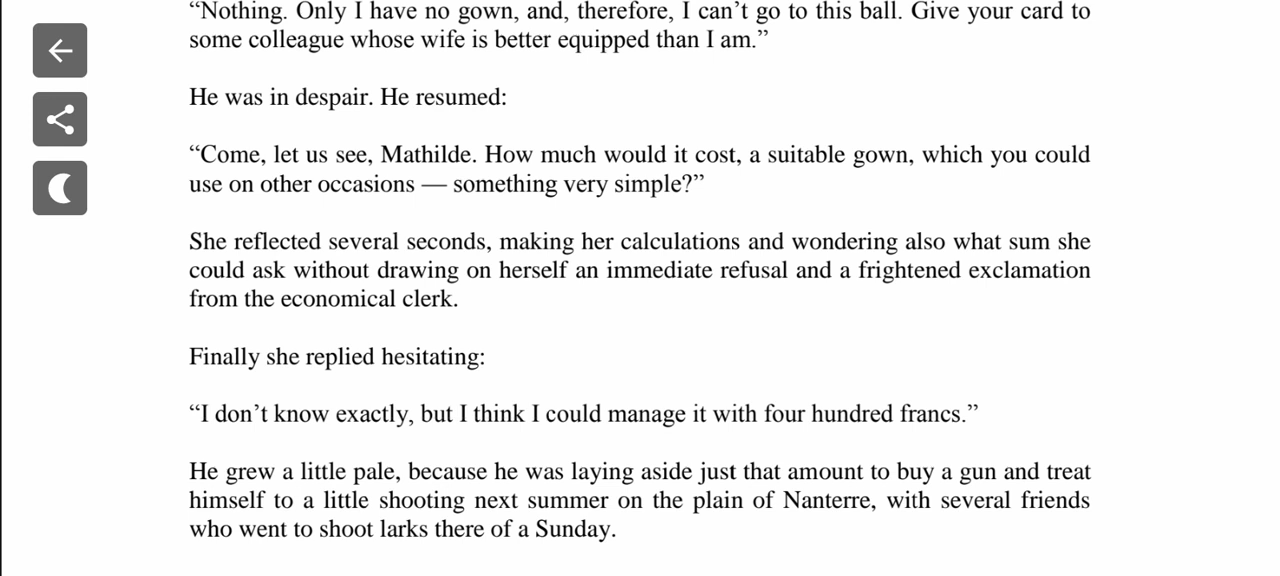 “Nothing. Only I have no gown, and, therefore, I can’t go to this ball. Give your card to
some colleague whose wife is better equipped than I am.”
He was in despair. He resumed:
“Come, let us see, Mathilde. How much would it cost, a suitable gown, which you could
use on other occasions — something very simple?”
She reflected several seconds, making her calculations and wondering also what sum she
could ask without drawing on herself an immediate refusal and a frightened exclamation
from the economical clerk.
Finally she replied hesitating:
“I don’t know exactly, but I think I could manage it with four hundred francs.”
He grew a little pale, because he was laying aside just that amount to buy a gun and treat
himself to a little shooting next summer on the plain of Nanterre, with several friends
who went to shoot larks there of a Sunday.